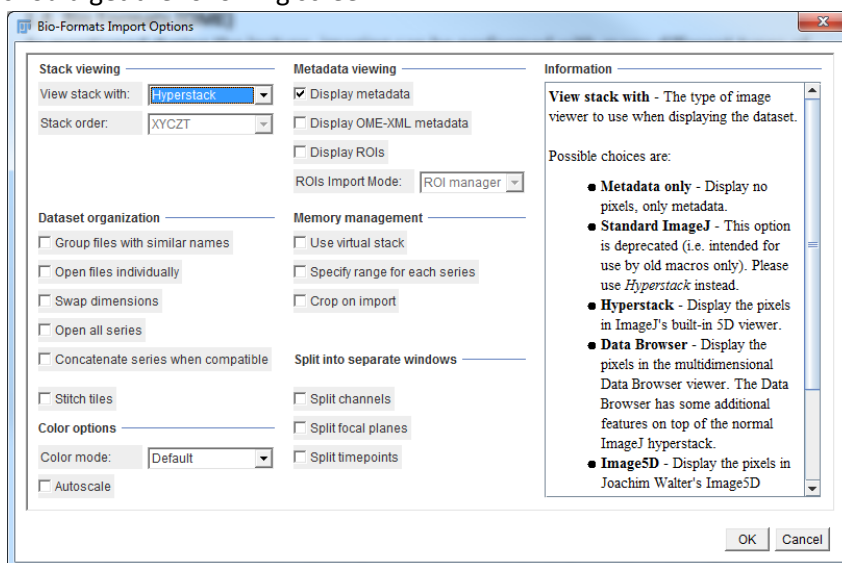 Bio-Formats Import Options
Stack viewing
View stack with: Hyperstack
Stack order: XYCZT
Metadata viewing
Display metadata
Display OME-XML metadata
Display ROIs
ROIs Import Mode: ROI manager
Dataset organization
Group files with similar names
Open files individually
Swap dimensions
Open all series
Concatenate series when compatible
Stitch tiles
Memory management
Use virtual stack
Specify range for each series
Crop on import
Split into separate windows
Split channels
Split focal planes
Split timepoints
Color options
Color mode: Default
Autoscale
Information
View stack with - The type of image
viewer to use when displaying the dataset.
Possible choices are:
● Metadata only - Display no
pixels, only metadata.
● Standard ImageJ - This option
is deprecated (i.e. intended for
use by old macros only). Please
use Hyperstack instead.
● Hyperstack - Display the pixels
in ImageJ's built-in 5D viewer.
● Data Browser - Display the
pixels in the multidimensional
Data Browser viewer. The Data
Browser has some additional
features on top of the normal
ImageJ hyperstack.
● Image5D - Display the pixels in
Joachim Walter's Image5D
OK
Cancel